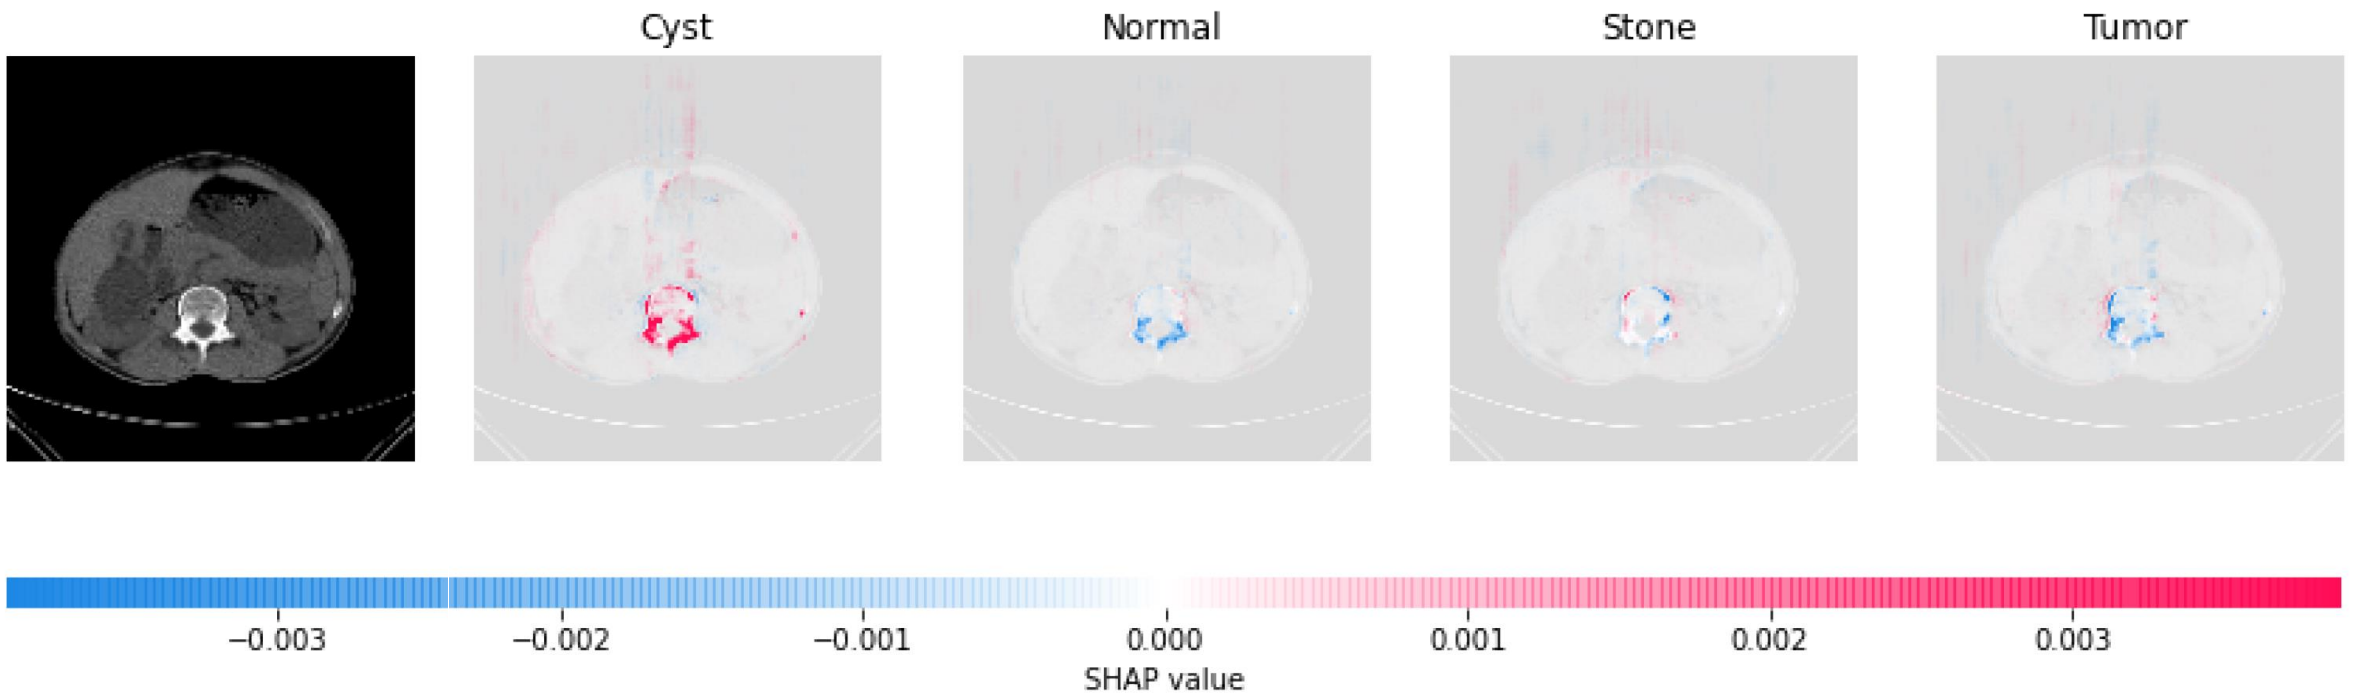 Cyst Normal Stone Tumor
−0.003 −0.002 −0.001 0.000 0.001 0.002 0.003
SHAP value